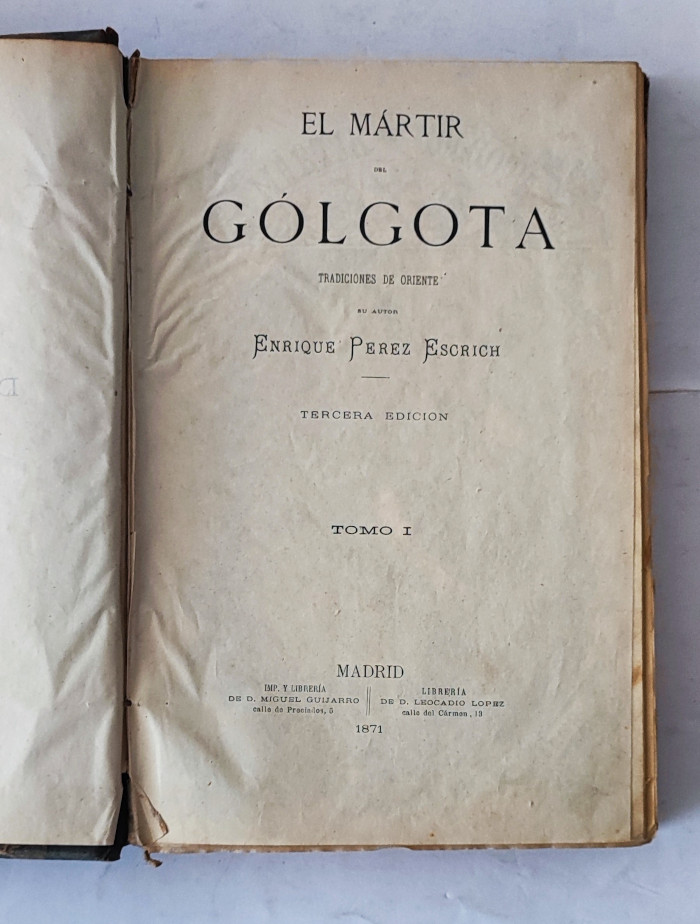 EL MÁRTIR
DEL
GÓLGOTA
TRADICIONES DE ORIENTE
SU AUTOR
ENRIQUE PEREZ ESCRICH
TERCERA EDICION
TOMO I
MADRID
IMP. Y LIBRERÍA
DE D. MIGUEL GUIJARRO
calle de Preciados, 5
LIBRERÍA
DE D. LEOCADIO LOPEZ
calle del Cármen, 13
1871